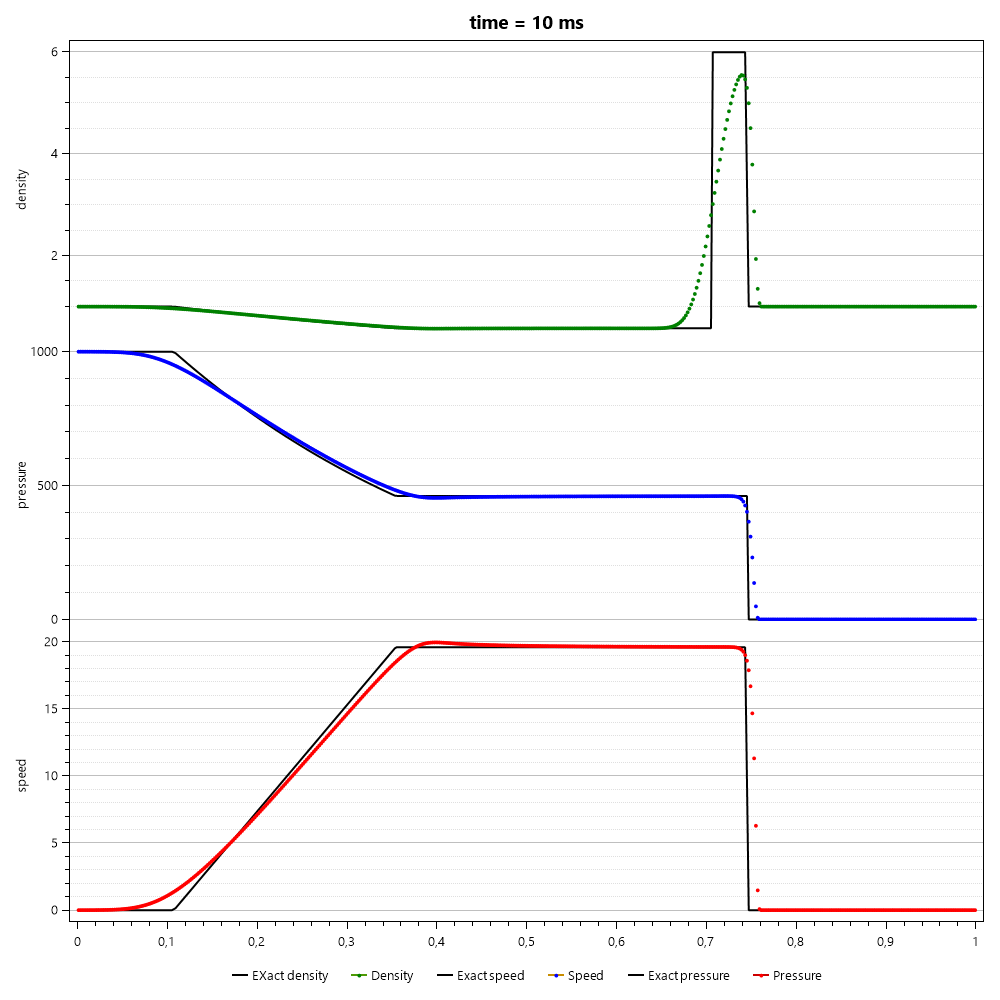 time = 10 ms
6
4
2
density
1000
500
0
pressure
20
15
10
5
0
speed
0 0,1 0,2 0,3 0,4 0,5 0,6 0,7 0,8 0,9 1
EXact density Density Exact speed Speed Exact pressure Pressure